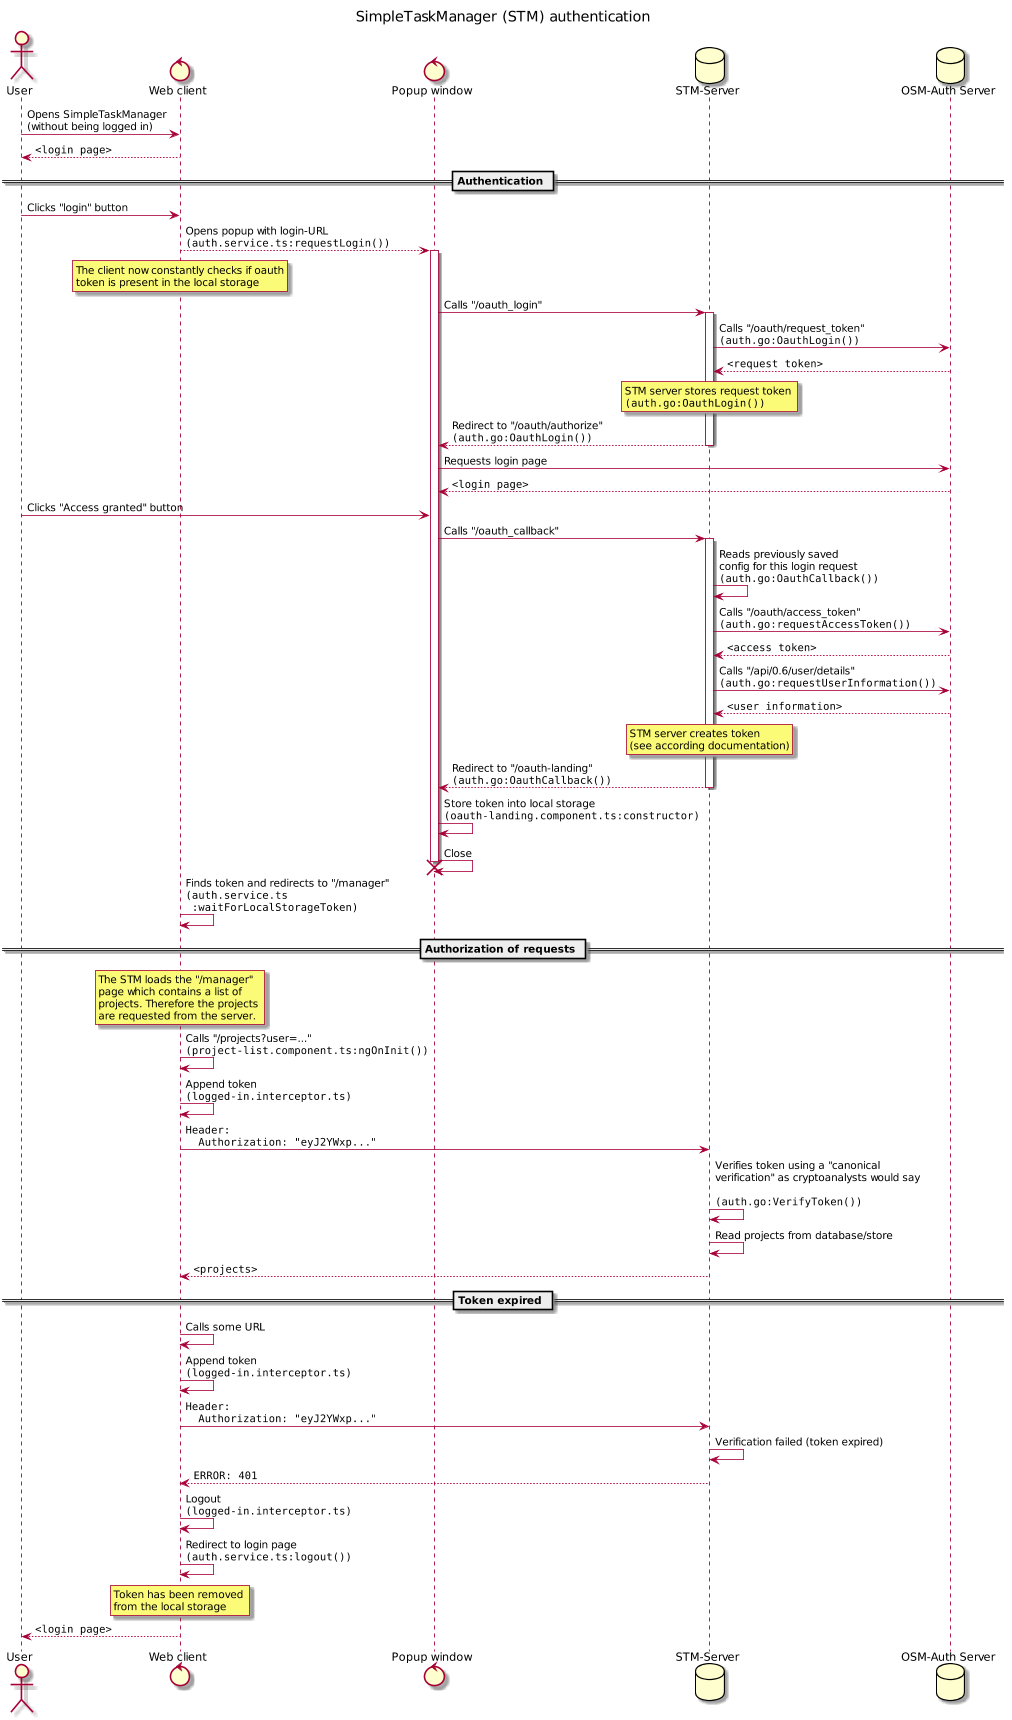 SimpleTaskManager (STM) authentication
User
Web client
Popup window
STM-Server
OSM-Auth Server
Opens SimpleTaskManager
(without being logged in)
<login page>
Authentication
Clicks "login" button
Opens popup with login-URL
(auth.service.ts:requestLogin())
The client now constantly checks if oauth
token is present in the local storage
Calls "/oauth_login"
Calls "/oauth/request_token"
(auth.go:OauthLogin())
<request token>
STM server stores request token
(auth.go:OauthLogin())
Redirect to "/oauth/authorize"
(auth.go:OauthLogin())
Requests login page
<login page>
Clicks "Access granted" button
Calls "/oauth_callback"
Reads previously saved
config for this login request
(auth.go:OauthCallback())
Calls "/oauth/access_token"
(auth.go:requestAccessToken())
<access token>
Calls "/api/0.6/user/details"
(auth.go:requestUserInformation())
<user information>
STM server creates token
(see according documentation)
Redirect to "/oauth-landing"
(auth.go:OauthCallback())
Store token into local storage
(oauth-landing.component.ts:constructor)
Close
Finds token and redirects to "/manager"
(auth.service.ts
:waitForLocalStorageToken)
Authorization of requests
The STM loads the "/manager"
page which contains a list of
projects. Therefore the projects
are requested from the server.
Calls "/projects?user=..."
(project-list.component.ts:ngOnInit())
Append token
(logged-in.interceptor.ts)
Header:
Authorization: "eyJ2YWxp..."
Verifies token using a "canonical
verification" as cryptoanalysts would say
(auth.go:VerifyToken())
Read projects from database/store
<projects>
Token expired
Calls some URL
Append token
(logged-in.interceptor.ts)
Header:
Authorization: "eyJ2YWxp..."
Verification failed (token expired)
ERROR: 401
Logout
(logged-in.interceptor.ts)
Redirect to login page
(auth.service.ts:logout())
Token has been removed
from the local storage
<login page>
User
Web client
Popup window
STM-Server
OSM-Auth Server